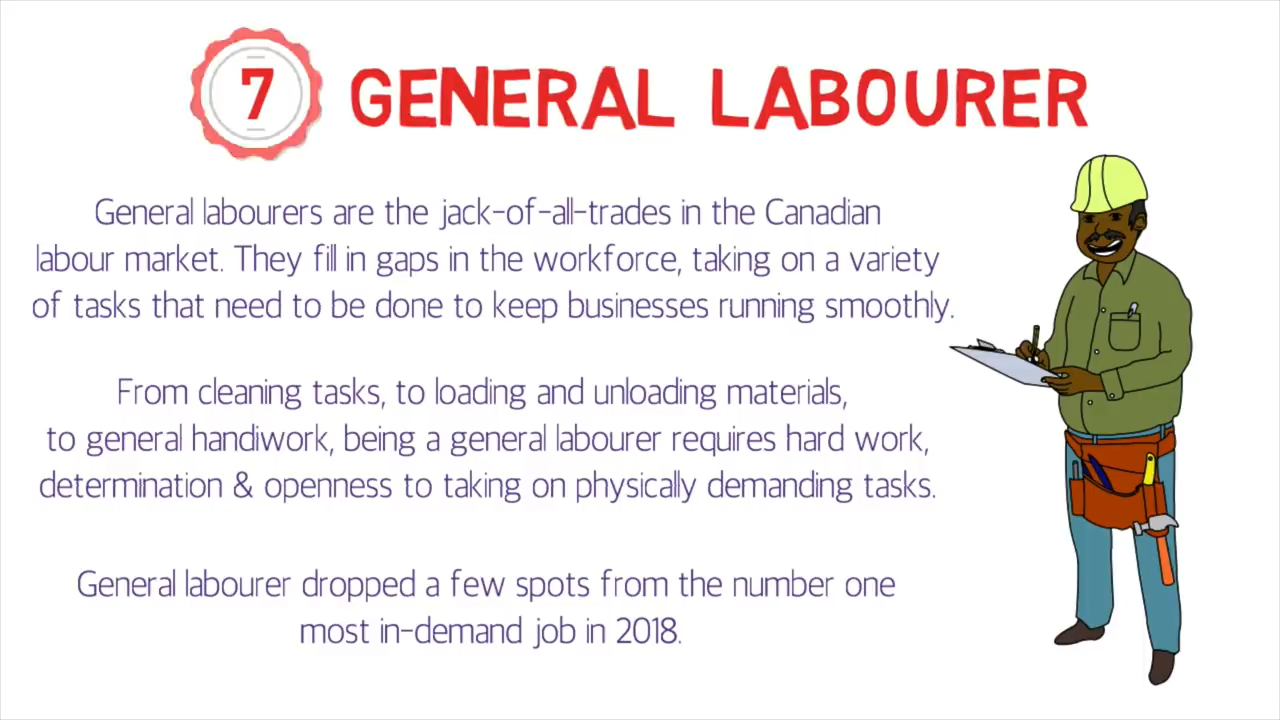 7 GENERAL LABOURER
General labourers are the jack-of-all-trades in the Canadian
labour market. They fill in gaps in the workforce, taking on a variety
of tasks that need to be done to keep businesses running smoothly.
From cleaning tasks, to loading and unloading materials,
to general handiwork, being a general labourer requires hard work,
determination & openness to taking on physically demanding tasks.
General labourer dropped a few spots from the number one
most in-demand job in 2018.